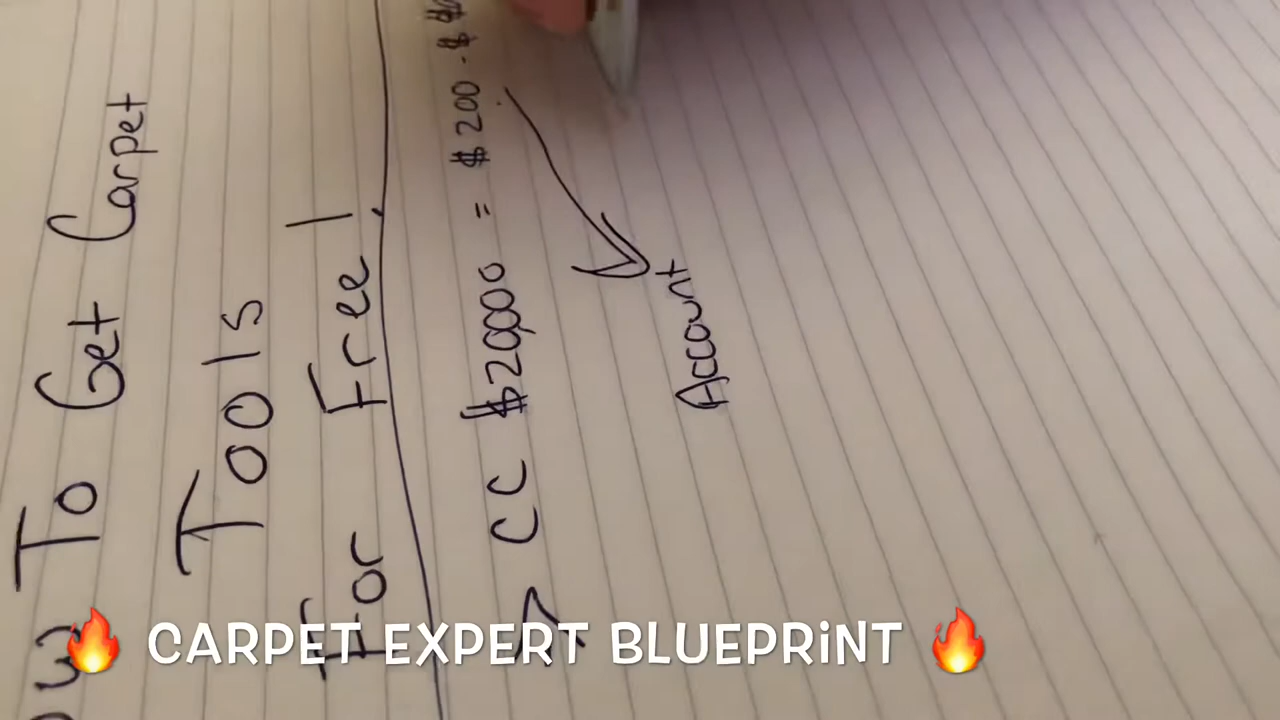 To Get Carpet
Tools
For Free!
CC $20,000 = $200 - $
Account
🔥 CARPET EXPERT BLUEPRINT 🔥